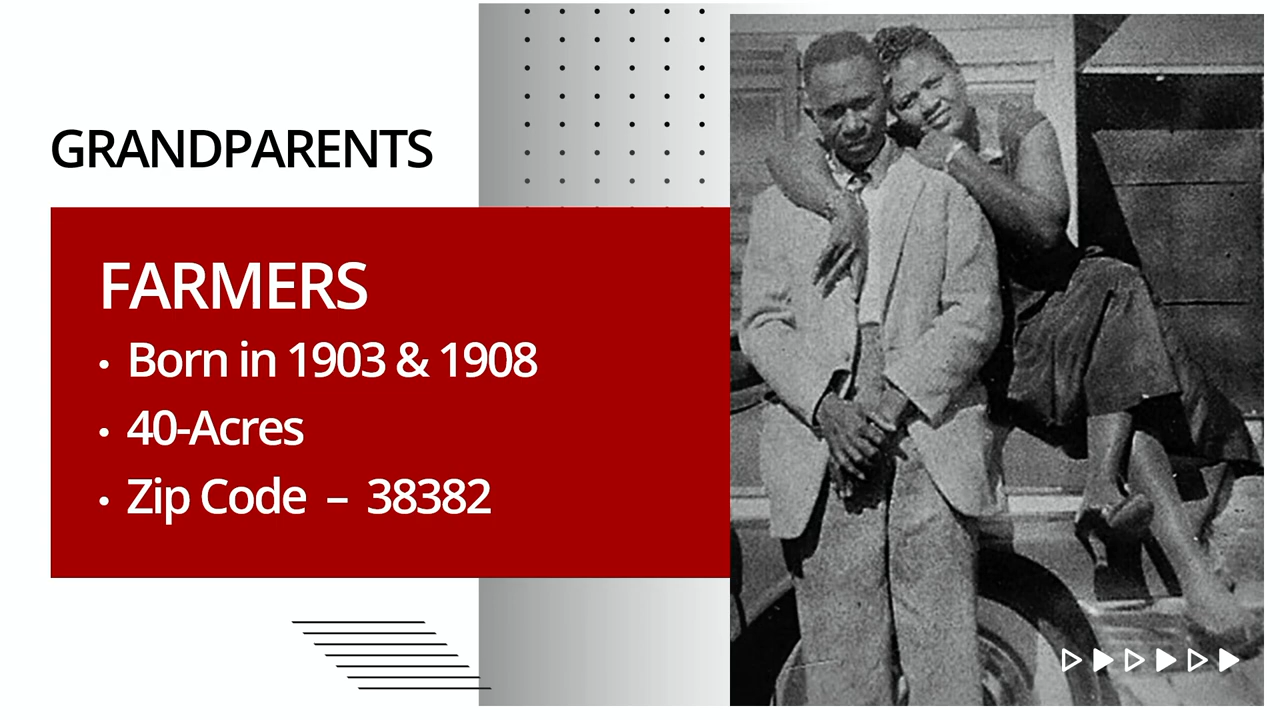 GRANDPARENTS
FARMERS
• Born in 1903 & 1908
• 40-Acres
• Zip Code – 38382